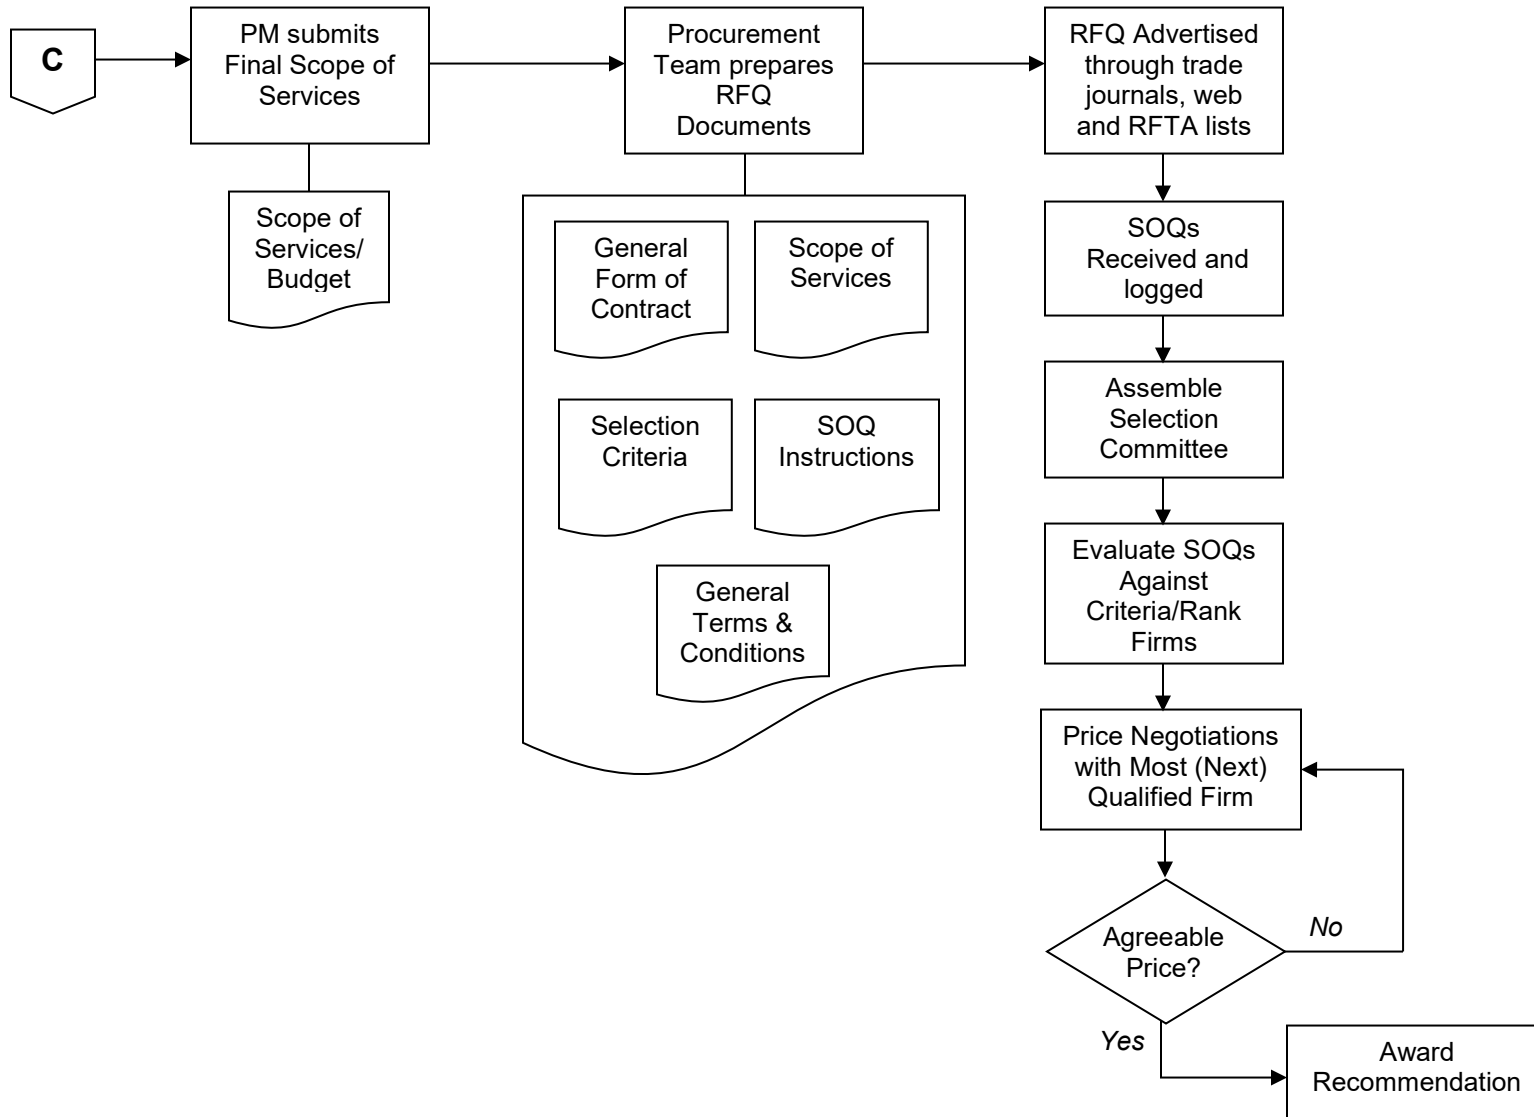 C
PM submits
Final Scope of
Services
Procurement
Team prepares
RFQ
Documents
RFQ Advertised
through trade
journals, web
and RFTA lists
Scope of
Services/
Budget
General
Form of
Contract
Scope of
Services
Selection
Criteria
SOQ
Instructions
General
Terms &
Conditions
SOQs
Received and
logged
Assemble
Selection
Committee
Evaluate SOQs
Against
Criteria/Rank
Firms
Price Negotiations
with Most (Next)
Qualified Firm
Agreeable
Price?
No
Yes
Award
Recommendation